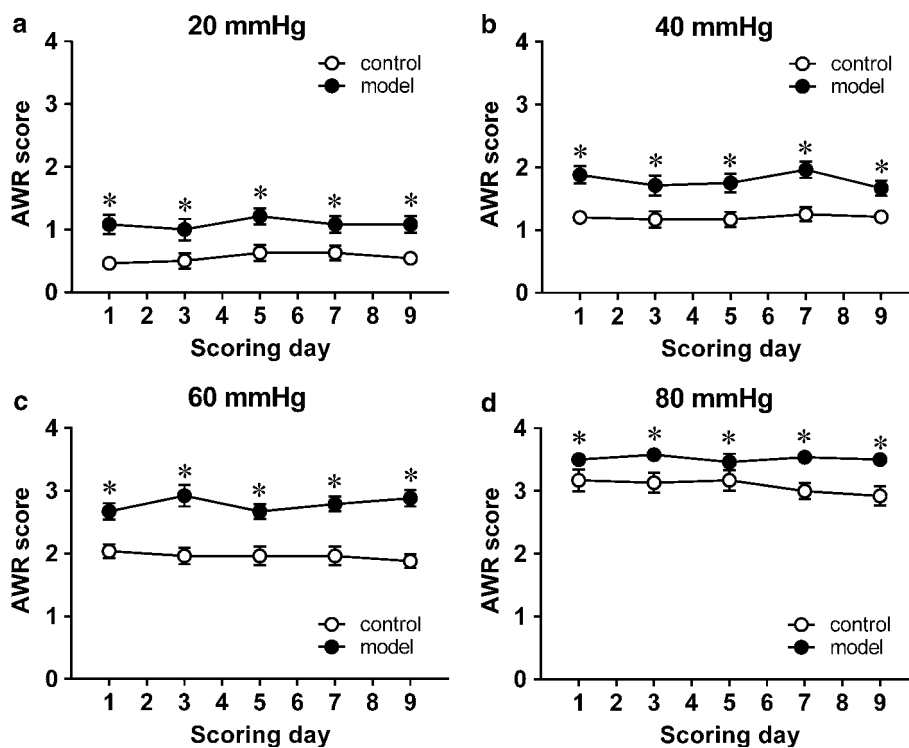 a
20 mmHg
AWR score
4
3
2
1
0
control
model
* * * * *
1 2 3 4 5 6 7 8 9
Scoring day
b
40 mmHg
AWR score
4
3
2
1
0
control
model
* * * * *
1 2 3 4 5 6 7 8 9
Scoring day
c
60 mmHg
AWR score
4
3
2
1
0
* * * * *
control
model
1 2 3 4 5 6 7 8 9
Scoring day
d
80 mmHg
AWR score
4
3
2
1
0
* * * * *
control
model
1 2 3 4 5 6 7 8 9
Scoring day